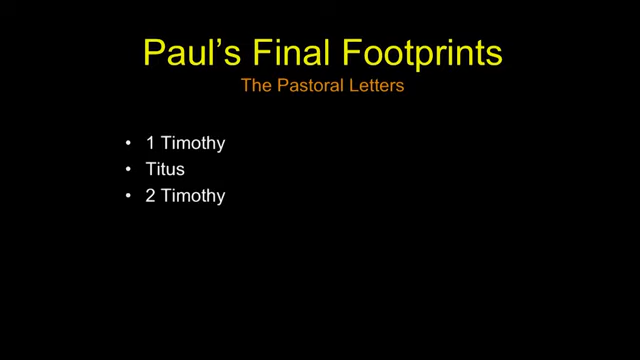 Paul's Final Footprints
The Pastoral Letters
• 1 Timothy
• Titus
• 2 Timothy